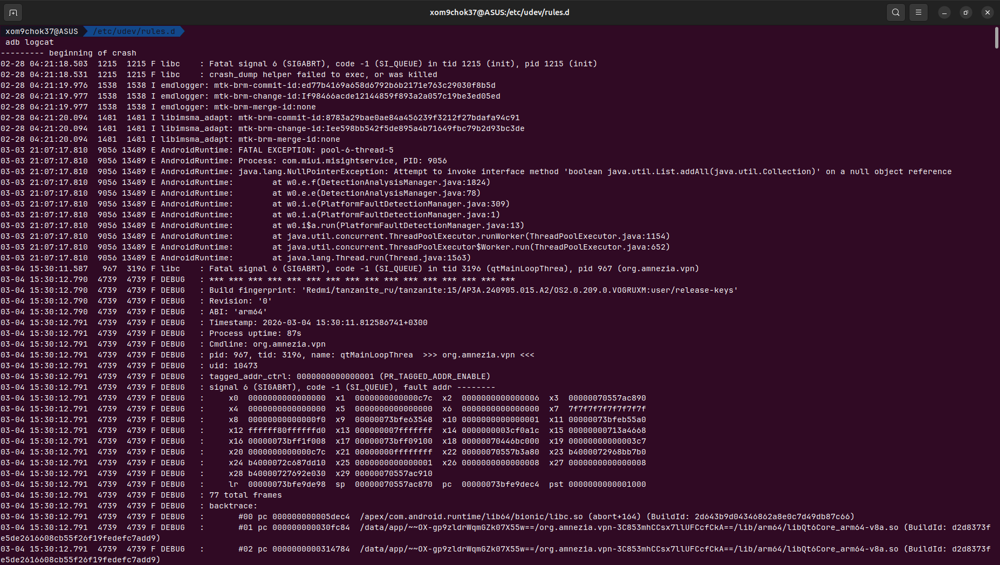 xom9chok37@ASUS:/etc/udev/rules.d
xom9chok37@ASUS /etc/udev/rules.d
adb logcat
--------- beginning of crash
02-28 04:21:18.503  1215  1215 F libc    : Fatal signal 6 (SIGABRT), code -1 (SI_QUEUE) in tid 1215 (init), pid 1215 (init)
02-28 04:21:18.531  1215  1215 F libc    : crash_dump helper failed to exec, or was killed
02-28 04:21:19.976  1538  1538 I emdlogger: mtk-brm-commit-id:ed77b4169a658d6792b6b2171e763c29030f8b5d
02-28 04:21:19.977  1538  1538 I emdlogger: mtk-brm-change-id:If98466acde12144859f893a2a057c19be3ed05ed
02-28 04:21:19.977  1538  1538 I emdlogger: mtk-brm-merge-id:none
02-28 04:21:20.094  1481  1481 I libimsma_adapt: mtk-brm-commit-id:8783a29bae0ae84a456239f3212f27bdafa94c91
02-28 04:21:20.094  1481  1481 I libimsma_adapt: mtk-brm-change-id:Iee598bb542f5de895a4b71649fbc79b2d93bc3de
02-28 04:21:20.094  1481  1481 I libimsma_adapt: mtk-brm-merge-id:none
03-03 21:07:17.810  9056 13489 E AndroidRuntime: FATAL EXCEPTION: pool-6-thread-5
03-03 21:07:17.810  9056 13489 E AndroidRuntime: Process: com.miui.misightservice, PID: 9056
03-03 21:07:17.810  9056 13489 E AndroidRuntime: java.lang.NullPointerException: Attempt to invoke interface method 'boolean java.util.List.addAll(java.util.Collection)' on a null object reference
03-03 21:07:17.810  9056 13489 E AndroidRuntime:        at w0.e.f(DetectionAnalysisManager.java:1824)
03-03 21:07:17.810  9056 13489 E AndroidRuntime:        at w0.e.e(DetectionAnalysisManager.java:78)
03-03 21:07:17.810  9056 13489 E AndroidRuntime:        at w0.i.e(PlatformFaultDetectionManager.java:309)
03-03 21:07:17.810  9056 13489 E AndroidRuntime:        at w0.i.a(PlatformFaultDetectionManager.java:1)
03-03 21:07:17.810  9056 13489 E AndroidRuntime:        at w0.i$a.run(PlatformFaultDetectionManager.java:13)
03-03 21:07:17.810  9056 13489 E AndroidRuntime:        at java.util.concurrent.ThreadPoolExecutor.runWorker(ThreadPoolExecutor.java:1154)
03-03 21:07:17.810  9056 13489 E AndroidRuntime:        at java.util.concurrent.ThreadPoolExecutor$Worker.run(ThreadPoolExecutor.java:652)
03-03 21:07:17.810  9056 13489 E AndroidRuntime:        at java.lang.Thread.run(Thread.java:1563)
03-04 15:30:11.587   967  3196 F libc    : Fatal signal 6 (SIGABRT), code -1 (SI_QUEUE) in tid 3196 (qtMainLoopThrea), pid 967 (org.amnezia.vpn)
03-04 15:30:12.790  4739  4739 F DEBUG   : *** *** *** *** *** *** *** *** *** *** *** *** *** *** *** ***
03-04 15:30:12.790  4739  4739 F DEBUG   : Build fingerprint: 'Redmi/tanzanite_ru/tanzanite:15/AP3A.240905.015.A2/OS2.0.209.0.VOGRUXM:user/release-keys'
03-04 15:30:12.790  4739  4739 F DEBUG   : Revision: '0'
03-04 15:30:12.790  4739  4739 F DEBUG   : ABI: 'arm64'
03-04 15:30:12.791  4739  4739 F DEBUG   : Timestamp: 2026-03-04 15:30:11.812586741+0300
03-04 15:30:12.791  4739  4739 F DEBUG   : Process uptime: 87s
03-04 15:30:12.791  4739  4739 F DEBUG   : Cmdline: org.amnezia.vpn
03-04 15:30:12.791  4739  4739 F DEBUG   : pid: 967, tid: 3196, name: qtMainLoopThrea  >>> org.amnezia.vpn <<<
03-04 15:30:12.791  4739  4739 F DEBUG   : uid: 10473
03-04 15:30:12.791  4739  4739 F DEBUG   : tagged_addr_ctrl: 0000000000000001 (PR_TAGGED_ADDR_ENABLE)
03-04 15:30:12.791  4739  4739 F DEBUG   : signal 6 (SIGABRT), code -1 (SI_QUEUE), fault addr --------
03-04 15:30:12.791  4739  4739 F DEBUG   :     x0  0000000000000000  x1  0000000000000c7c  x2  0000000000000006  x3  00000070557ac890
03-04 15:30:12.791  4739  4739 F DEBUG   :     x4  0000000000000000  x5  0000000000000000  x6  0000000000000000  x7  7f7f7f7f7f7f7f7f
03-04 15:30:12.791  4739  4739 F DEBUG   :     x8  00000000000000f0  x9  00000073bfe63548  x10 0000000000000001  x11 00000073bfeb55a0
03-04 15:30:12.791  4739  4739 F DEBUG   :     x12 ffffff80ffffffd0  x13 000000007fffffff  x14 0000000003cf0a1c  x15 00000000713a4668
03-04 15:30:12.791  4739  4739 F DEBUG   :     x16 00000073bff1f008  x17 00000073bff09100  x18 00000070446bc000  x19 00000000000003c7
03-04 15:30:12.791  4739  4739 F DEBUG   :     x20 0000000000000c7c  x21 00000000ffffffff  x22 00000070557b3a80  x23 b4000072968bb7b0
03-04 15:30:12.791  4739  4739 F DEBUG   :     x24 b4000072c687dd10  x25 0000000000000001  x26 0000000000000008  x27 0000000000000008
03-04 15:30:12.791  4739  4739 F DEBUG   :     x28 b40000727692e030  x29 00000070557ac910
03-04 15:30:12.791  4739  4739 F DEBUG   :     lr  00000073bfe9de98  sp  00000070557ac870  pc  00000073bfe9dec4  pst 0000000000001000
03-04 15:30:12.791  4739  4739 F DEBUG   : 77 total frames
03-04 15:30:12.791  4739  4739 F DEBUG   : backtrace:
03-04 15:30:12.791  4739  4739 F DEBUG   :       #00 pc 000000000005dec4  /apex/com.android.runtime/lib64/bionic/libc.so (abort+164) (BuildId: 2d643b9d04346862a8e0c7d49db87c66)
03-04 15:30:12.791  4739  4739 F DEBUG   :       #01 pc 000000000030fc84  /data/app/~~OX-gp9zldrWqmGZk07X55w==/org.amnezia.vpn-3C853mhCCsx7llUFCcfCkA==/lib/arm64/libQt6Core_arm64-v8a.so (BuildId: d2d8373f
e5de2616608cb55f26f19fedefc7add9)
03-04 15:30:12.791  4739  4739 F DEBUG   :       #02 pc 0000000000314784  /data/app/~~OX-gp9zldrWqmGZk07X55w==/org.amnezia.vpn-3C853mhCCsx7llUFCcfCkA==/lib/arm64/libQt6Core_arm64-v8a.so (BuildId: d2d8373f
e5de2616608cb55f26f19fedefc7add9)